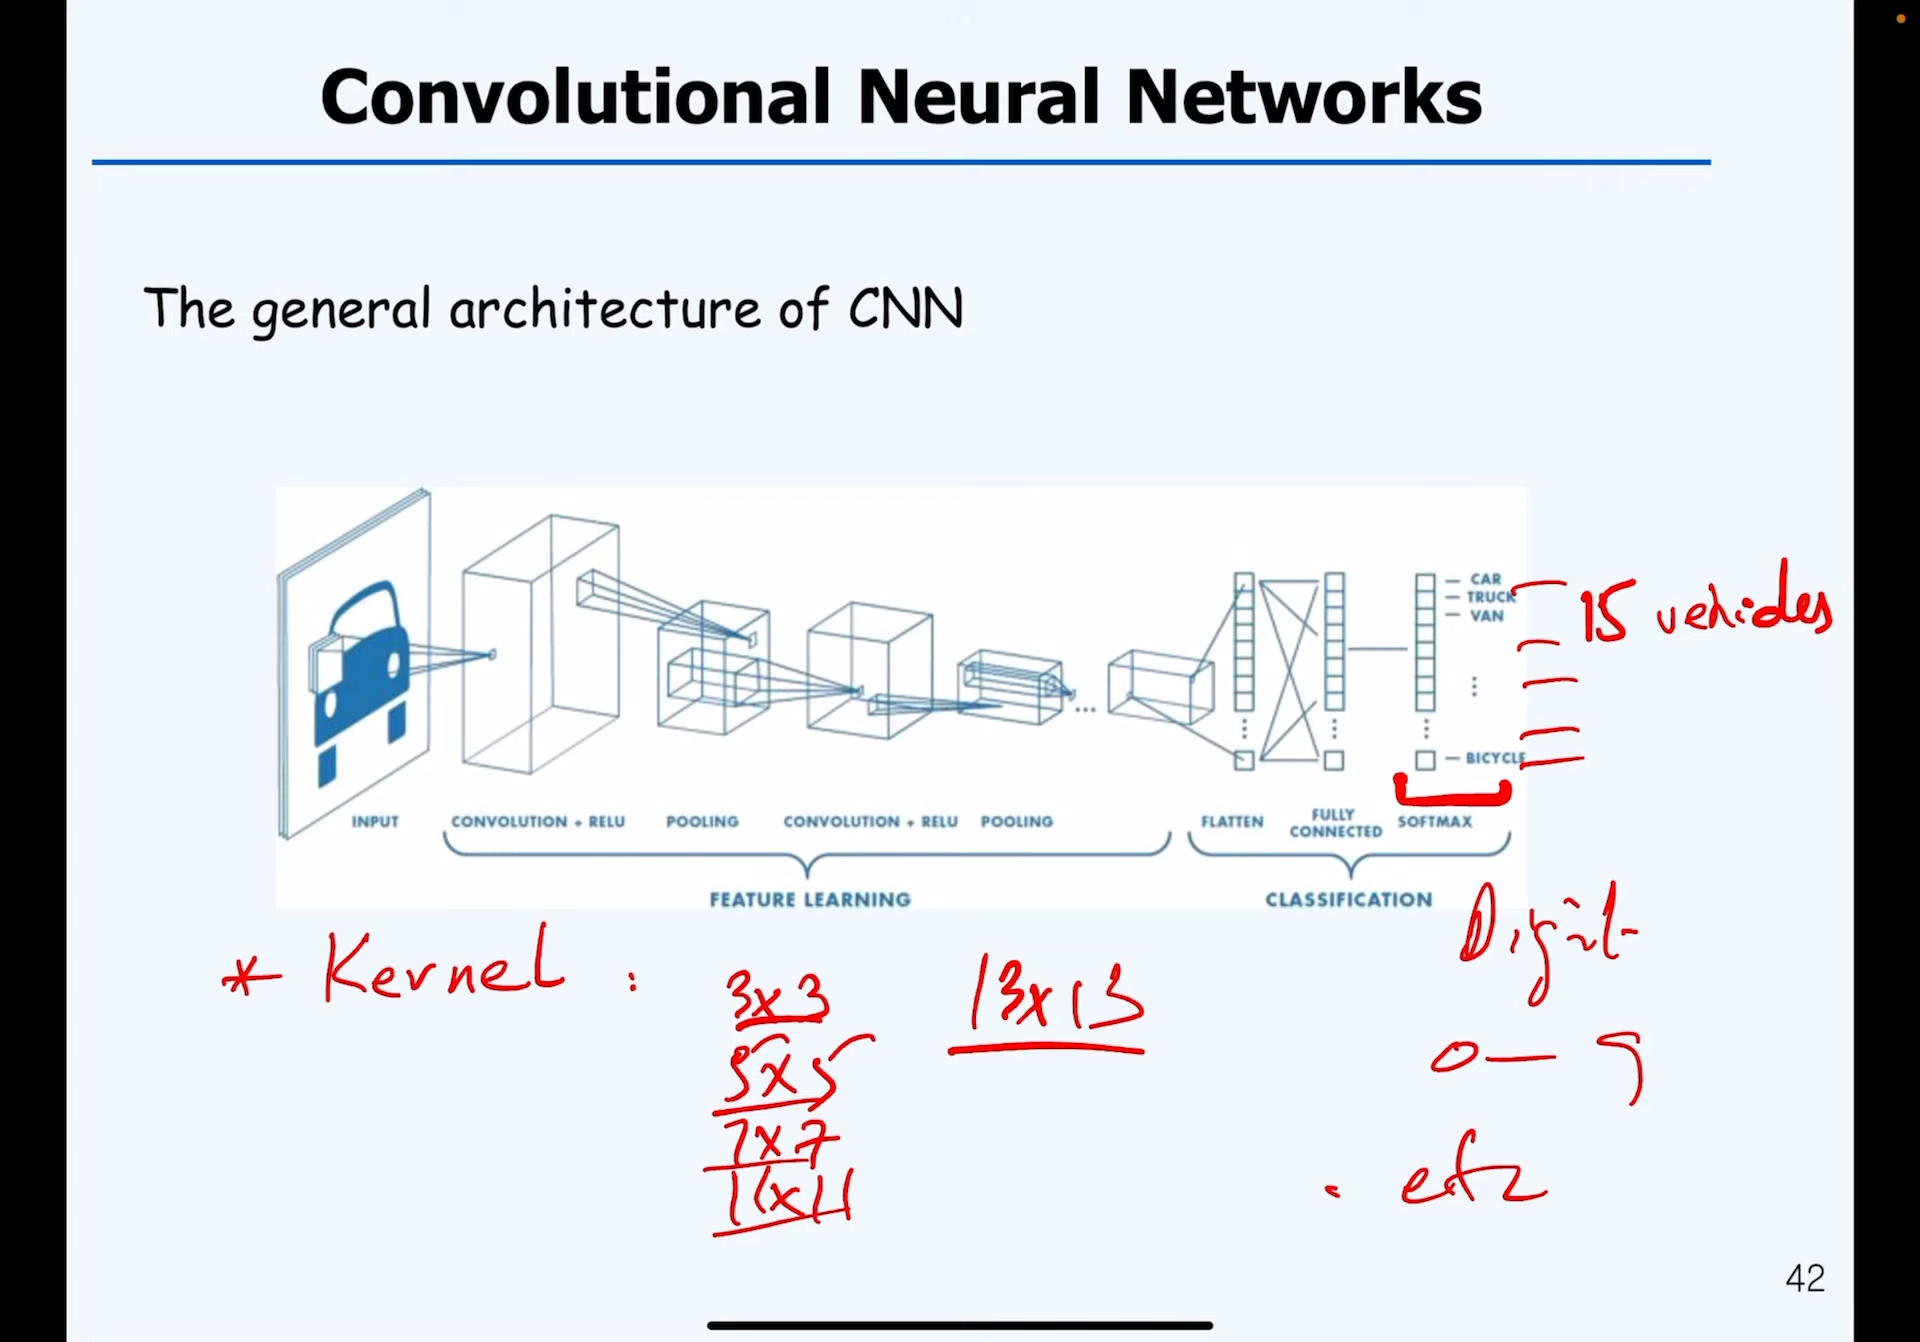 Convolutional Neural Networks
The general architecture of CNN
CAR
TRUCK
VAN
BICYCLE
15 vehicles
INPUT
CONVOLUTION + RELU
POOLING
CONVOLUTION + RELU
POOLING
...
FLATTEN
FULLY
CONNECTED
SOFTMAX
FEATURE LEARNING
CLASSIFICATION
* Kernel :
3x3
5x5
7x7
11x11
13x13
Digit
0 — 9
42